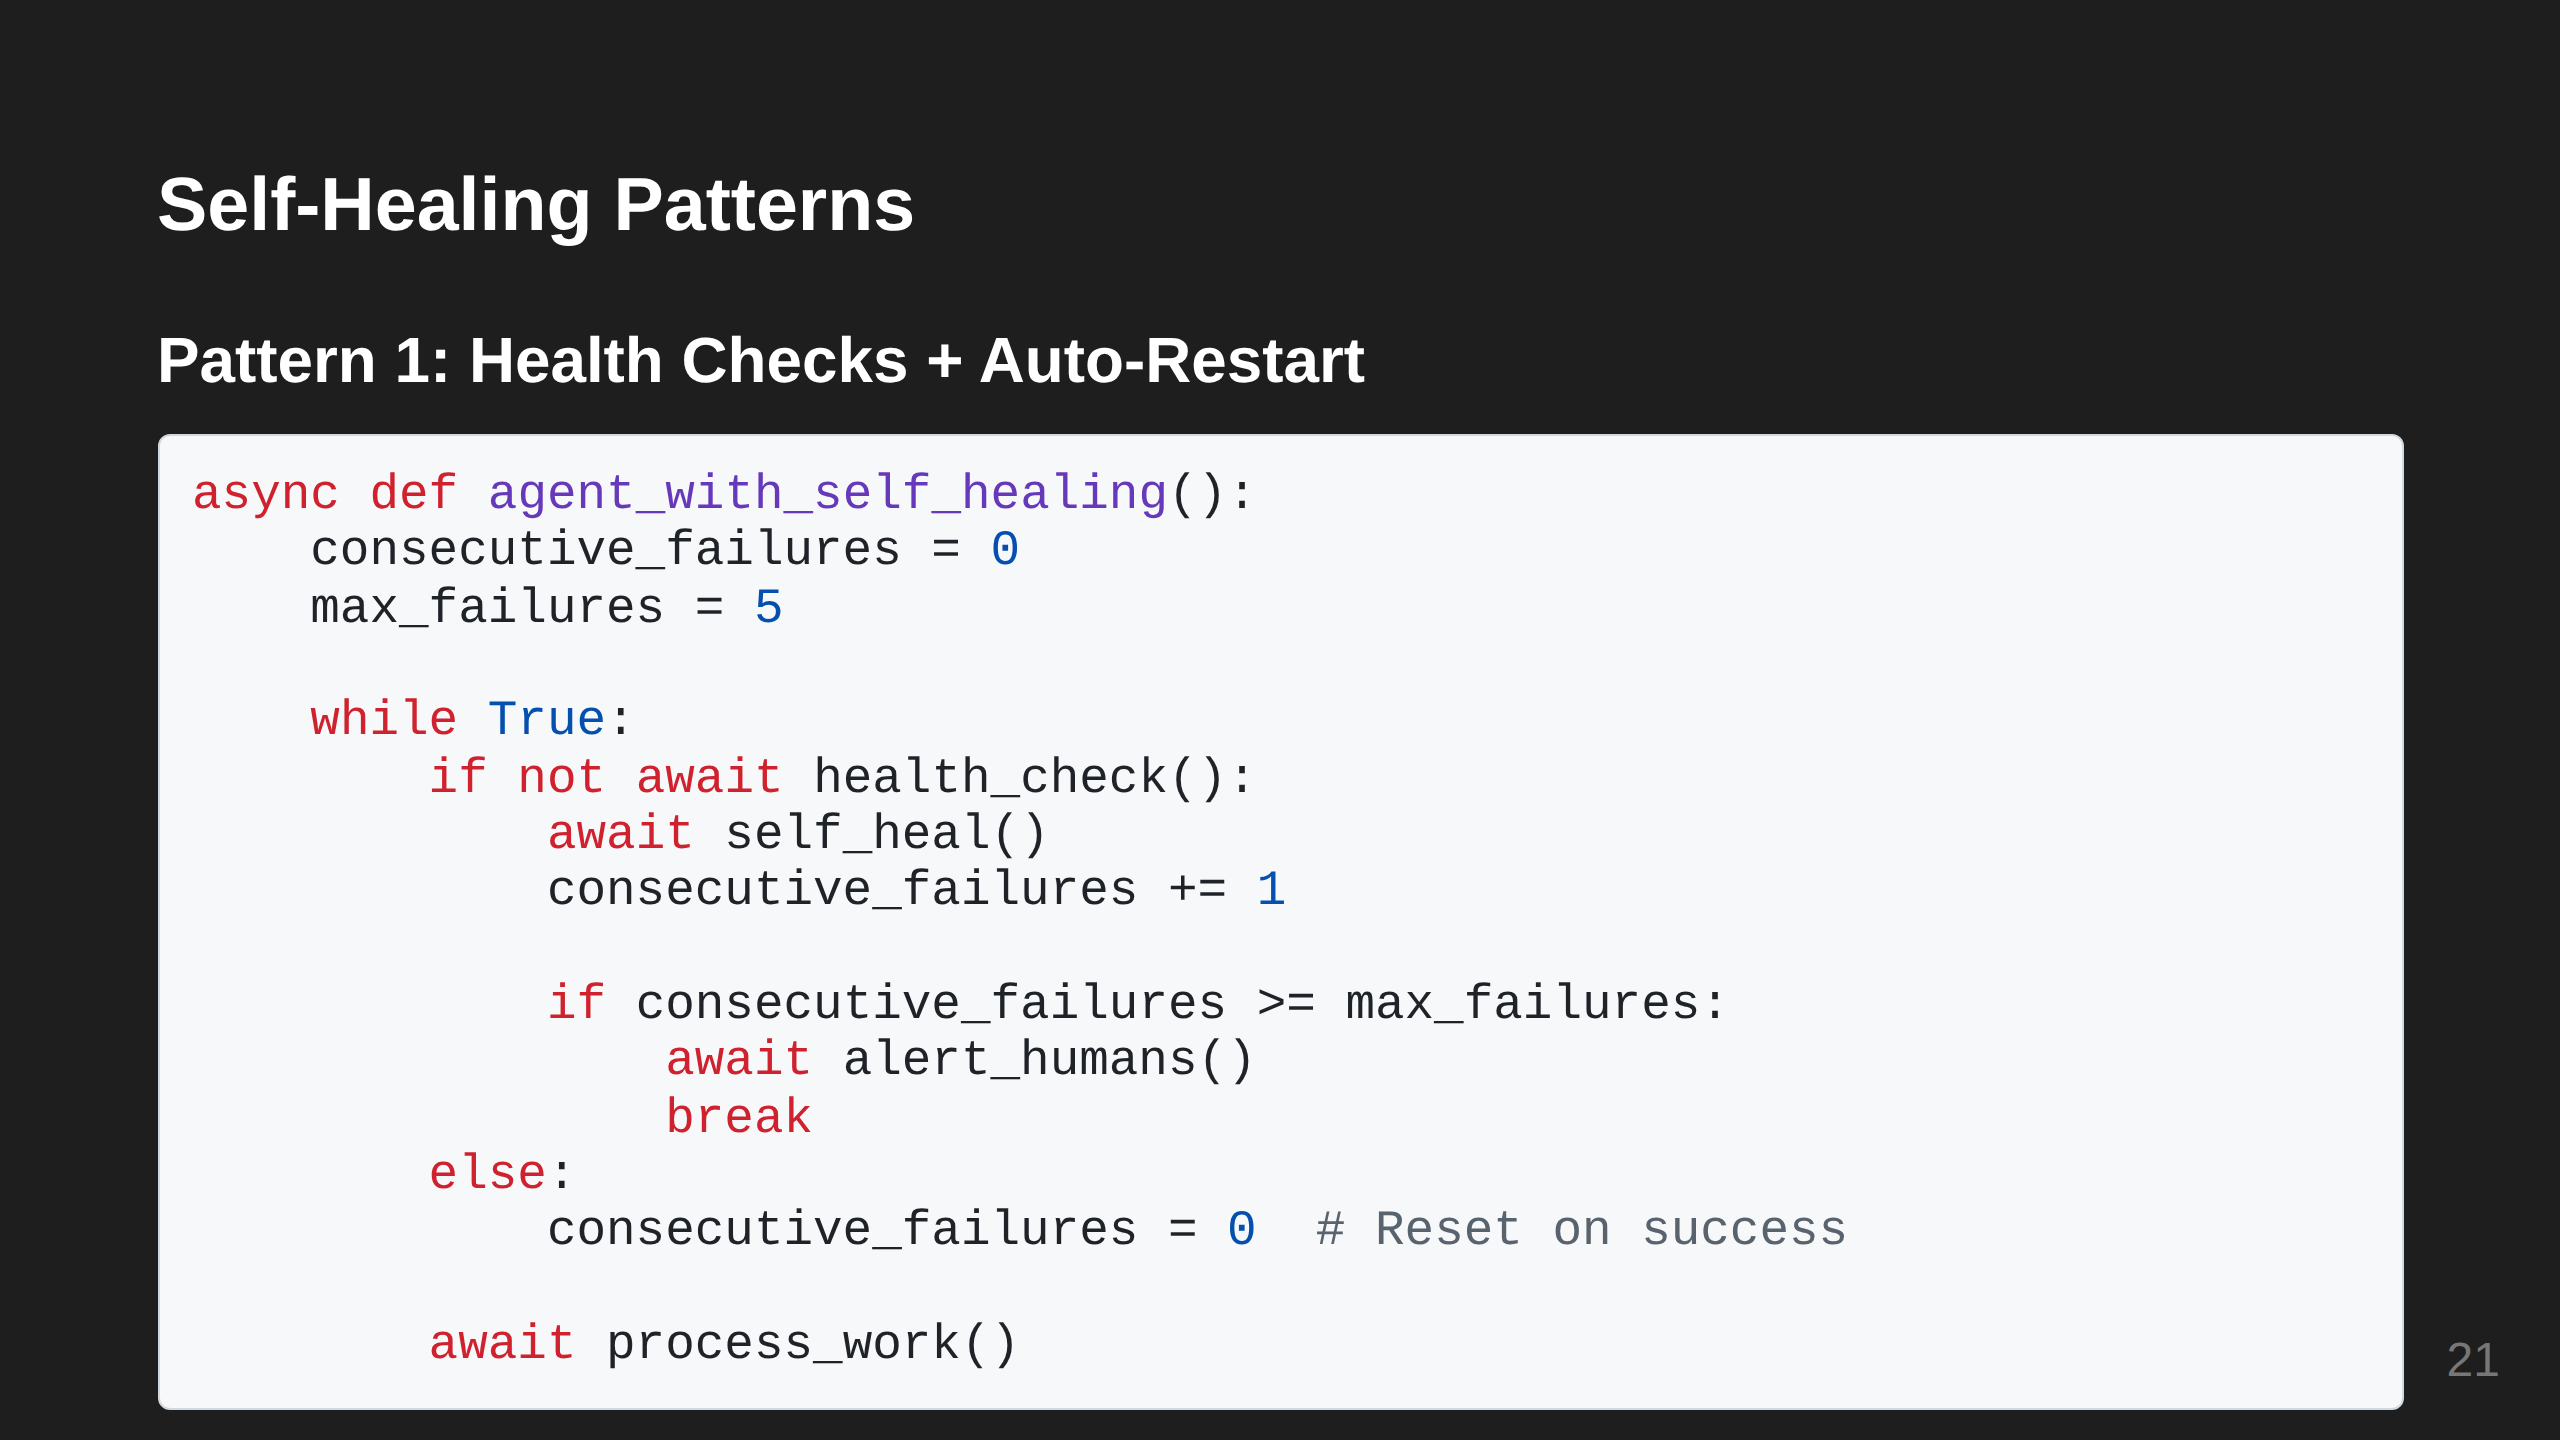 Self-Healing Patterns
Pattern 1: Health Checks + Auto-Restart
async def agent_with_self_healing():
    consecutive_failures = 0
    max_failures = 5

    while True:
        if not await health_check():
            await self_heal()
            consecutive_failures += 1

            if consecutive_failures >= max_failures:
                await alert_humans()
                break
        else:
            consecutive_failures = 0  # Reset on success

        await process_work()
21